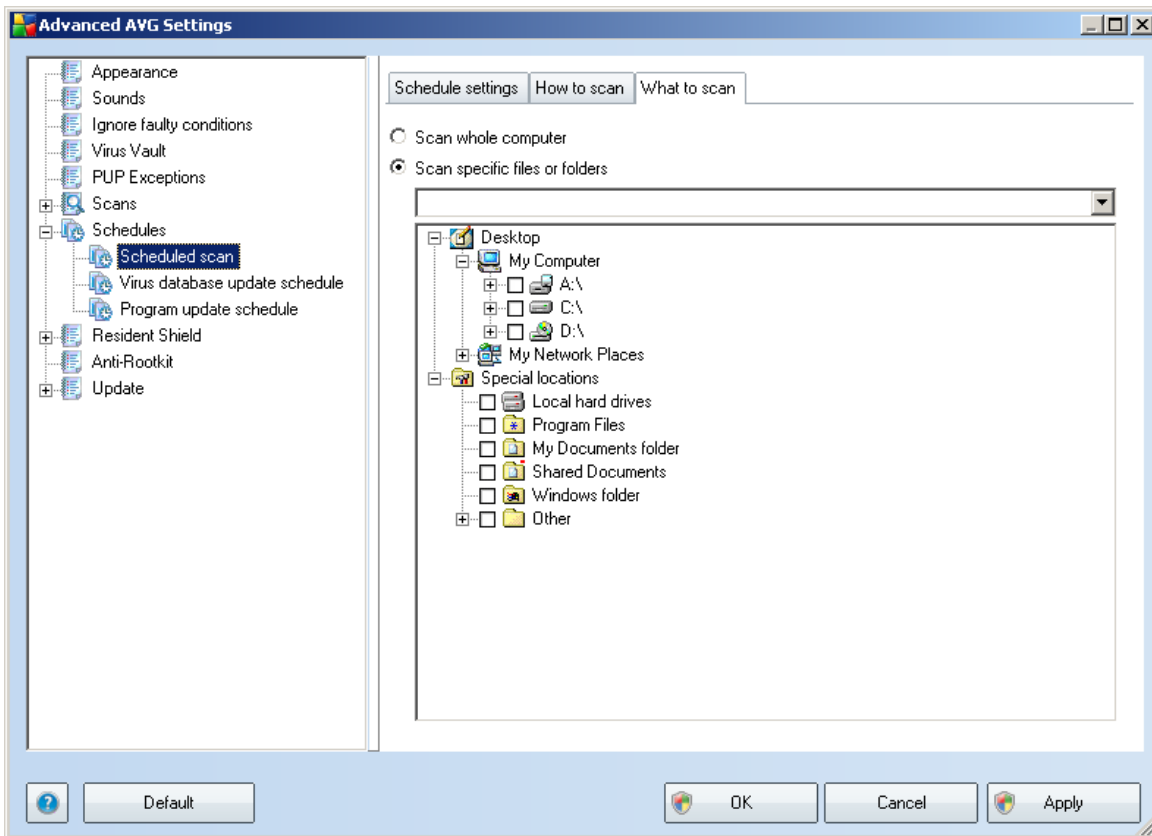 Advanced AVG Settings
Appearance
Sounds
Ignore faulty conditions
Virus Vault
PUP Exceptions
Scans
Schedules
Scheduled scan
Virus database update schedule
Program update schedule
Resident Shield
Anti-Rootkit
Update
Schedule settings How to scan What to scan
Scan whole computer
Scan specific files or folders
Desktop
My Computer
A:\
C:\
D:\
My Network Places
Special locations
Local hard drives
Program Files
My Documents folder
Shared Documents
Windows folder
Other
Default OK Cancel Apply